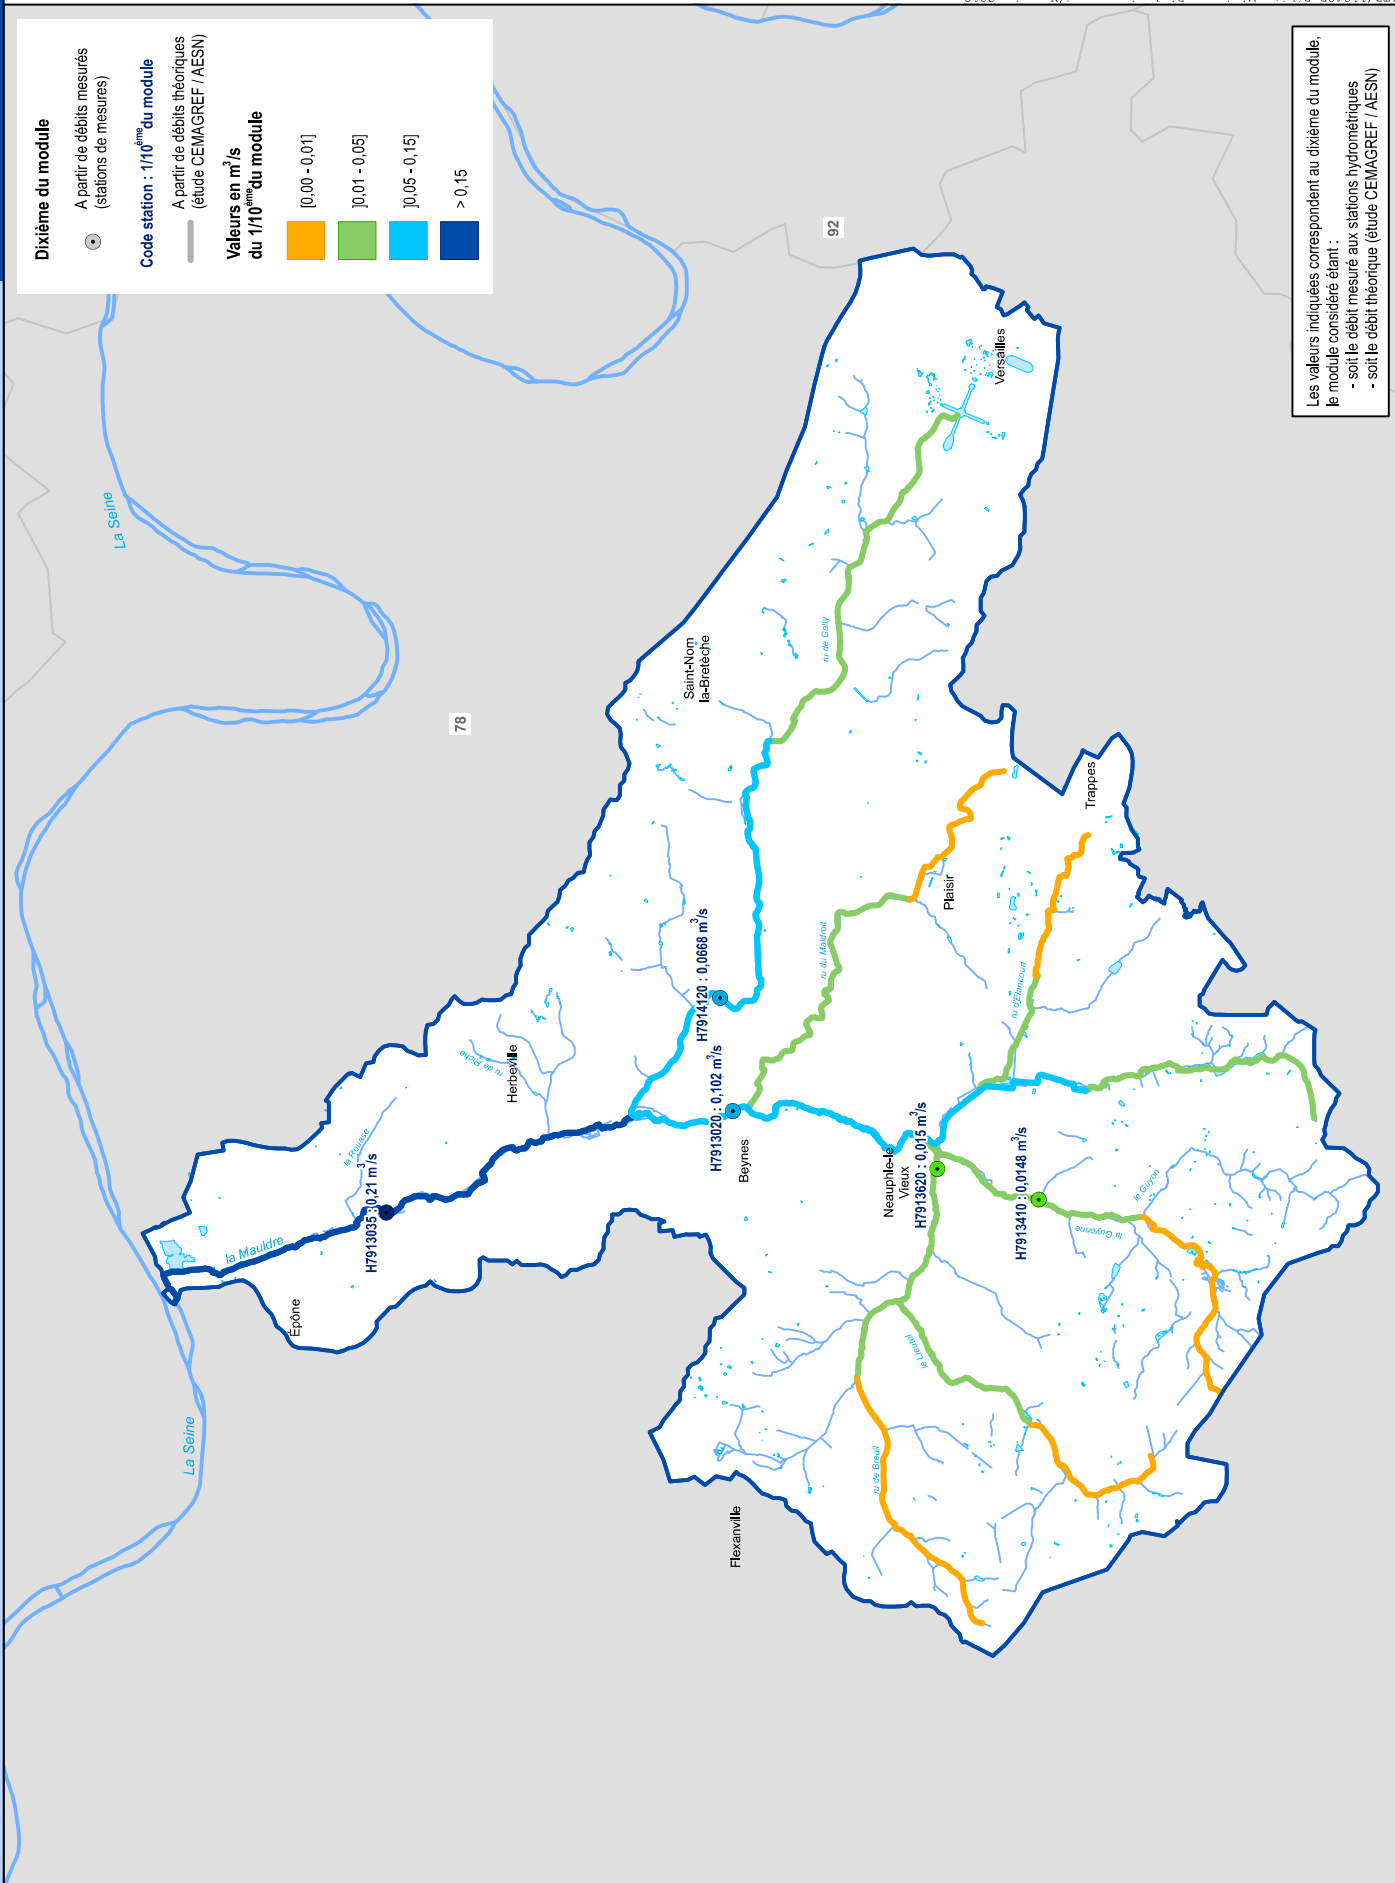 Dixième du module
A partir de débits mesurés
(stations de mesures)
Code station : 1/10ème du module
A partir de débits théoriques
(étude CEMAGREF / AESN)
Valeurs en m3/s
du 1/10ème du module
]0,00 - 0,01]
]0,01 - 0,05]
]0,05 - 0,15]
> 0,15
Les valeurs indiquées correspondent au dixième du module,
le module considéré étant :
- soit le débit mesuré aux stations hydrométriques
- soit le débit théorique (étude CEMAGREF / AESN)
La Seine
La Seine
78
92
Versailles
Saint-Nom
la-Bretèche
ru de Gally
Trappes
Plaisir
ru du Maldroit
ru d'Elancourt
H7914120 : 0,0668 m3/s
H7913020 : 0,102 m3/s
Herbeville
ru de Riche
la Rouase
H7913035 : 0,21 m3/s
la Mauldre
Épône
Beynes
Neauphle-le
Vieux
H7913620 : 0,015 m3/s
H7913410 : 0,0148 m3/s
le Guyon
la Guyonne
le Lieutel
ru de Breuil
Flexanville